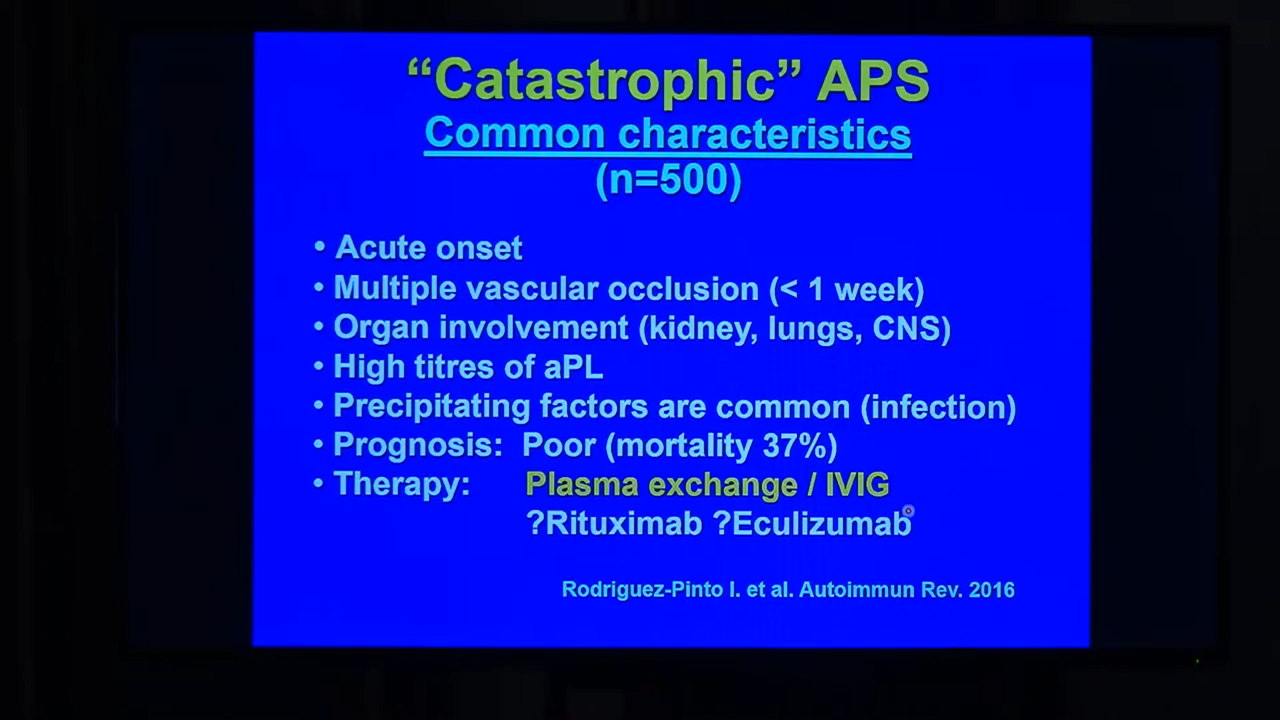 “Catastrophic” APS
Common characteristics
(n=500)
• Acute onset
• Multiple vascular occlusion (< 1 week)
• Organ involvement (kidney, lungs, CNS)
• High titres of aPL
• Precipitating factors are common (infection)
• Prognosis: Poor (mortality 37%)
• Therapy: Plasma exchange / IVIG
?Rituximab ?Eculizumab
Rodriguez-Pinto I. et al. Autoimmun Rev. 2016